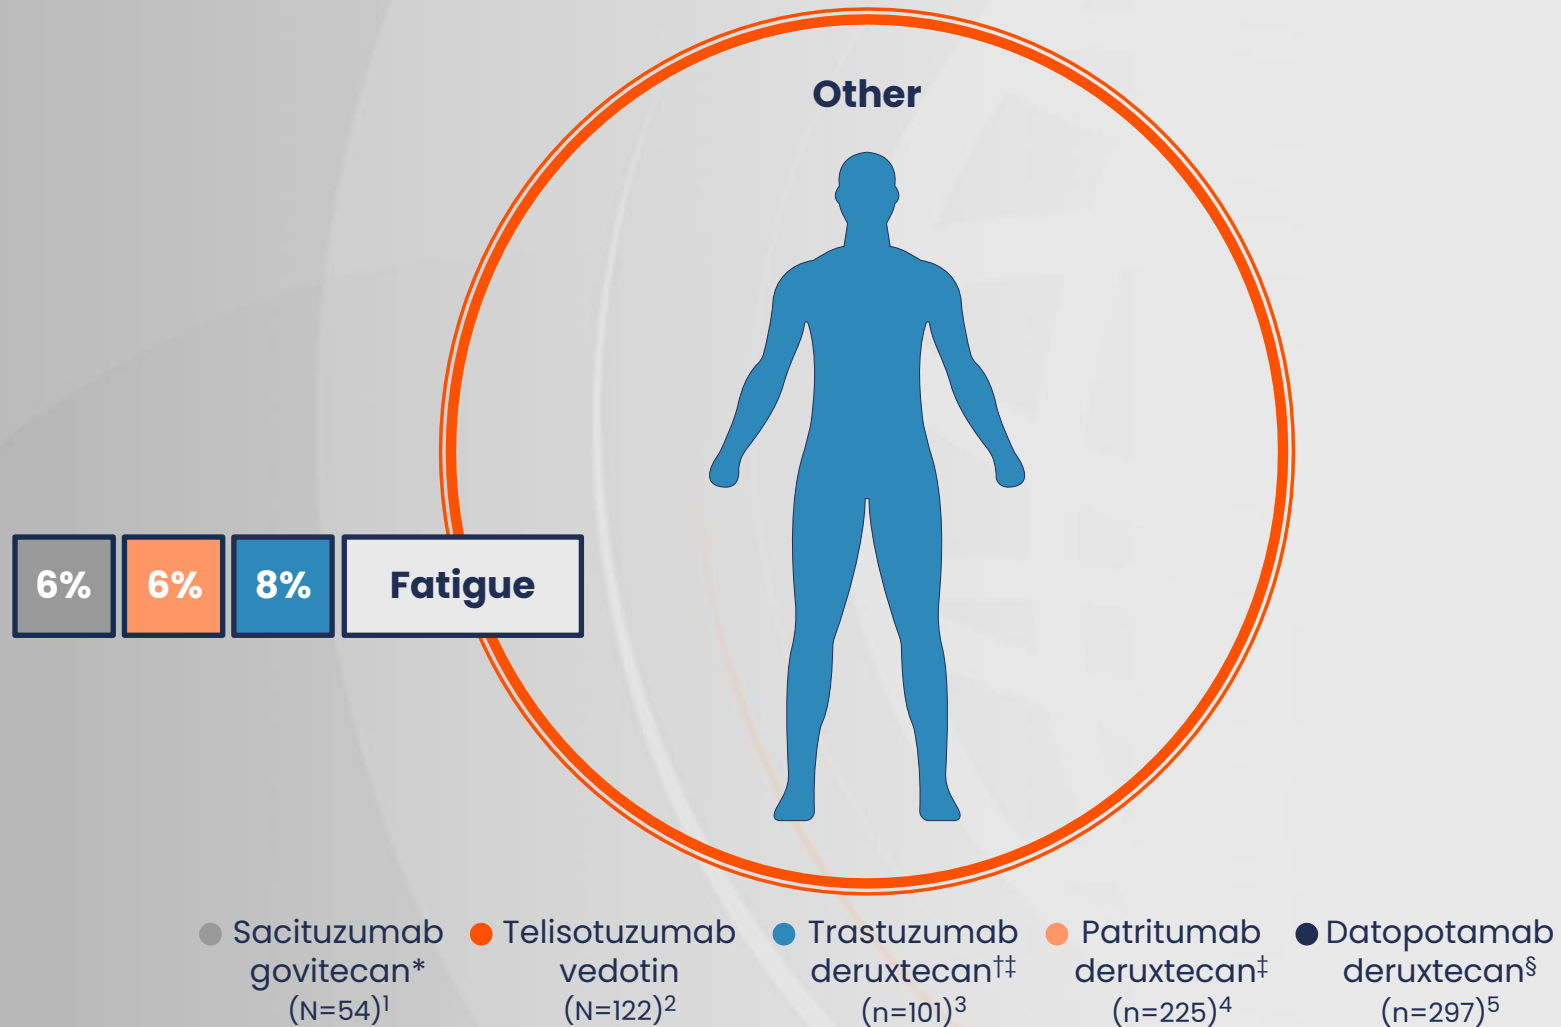 Other
6% 6% 8% Fatigue
Sacituzumab
govitecan*
(N=54)1
Telisotuzumab
vedotin
(N=122)2
Trastuzumab
deruxtecan†‡
(n=101)3
Patritumab
deruxtecan‡
(n=225)4
Datopotamab
deruxtecan§
(n=297)5